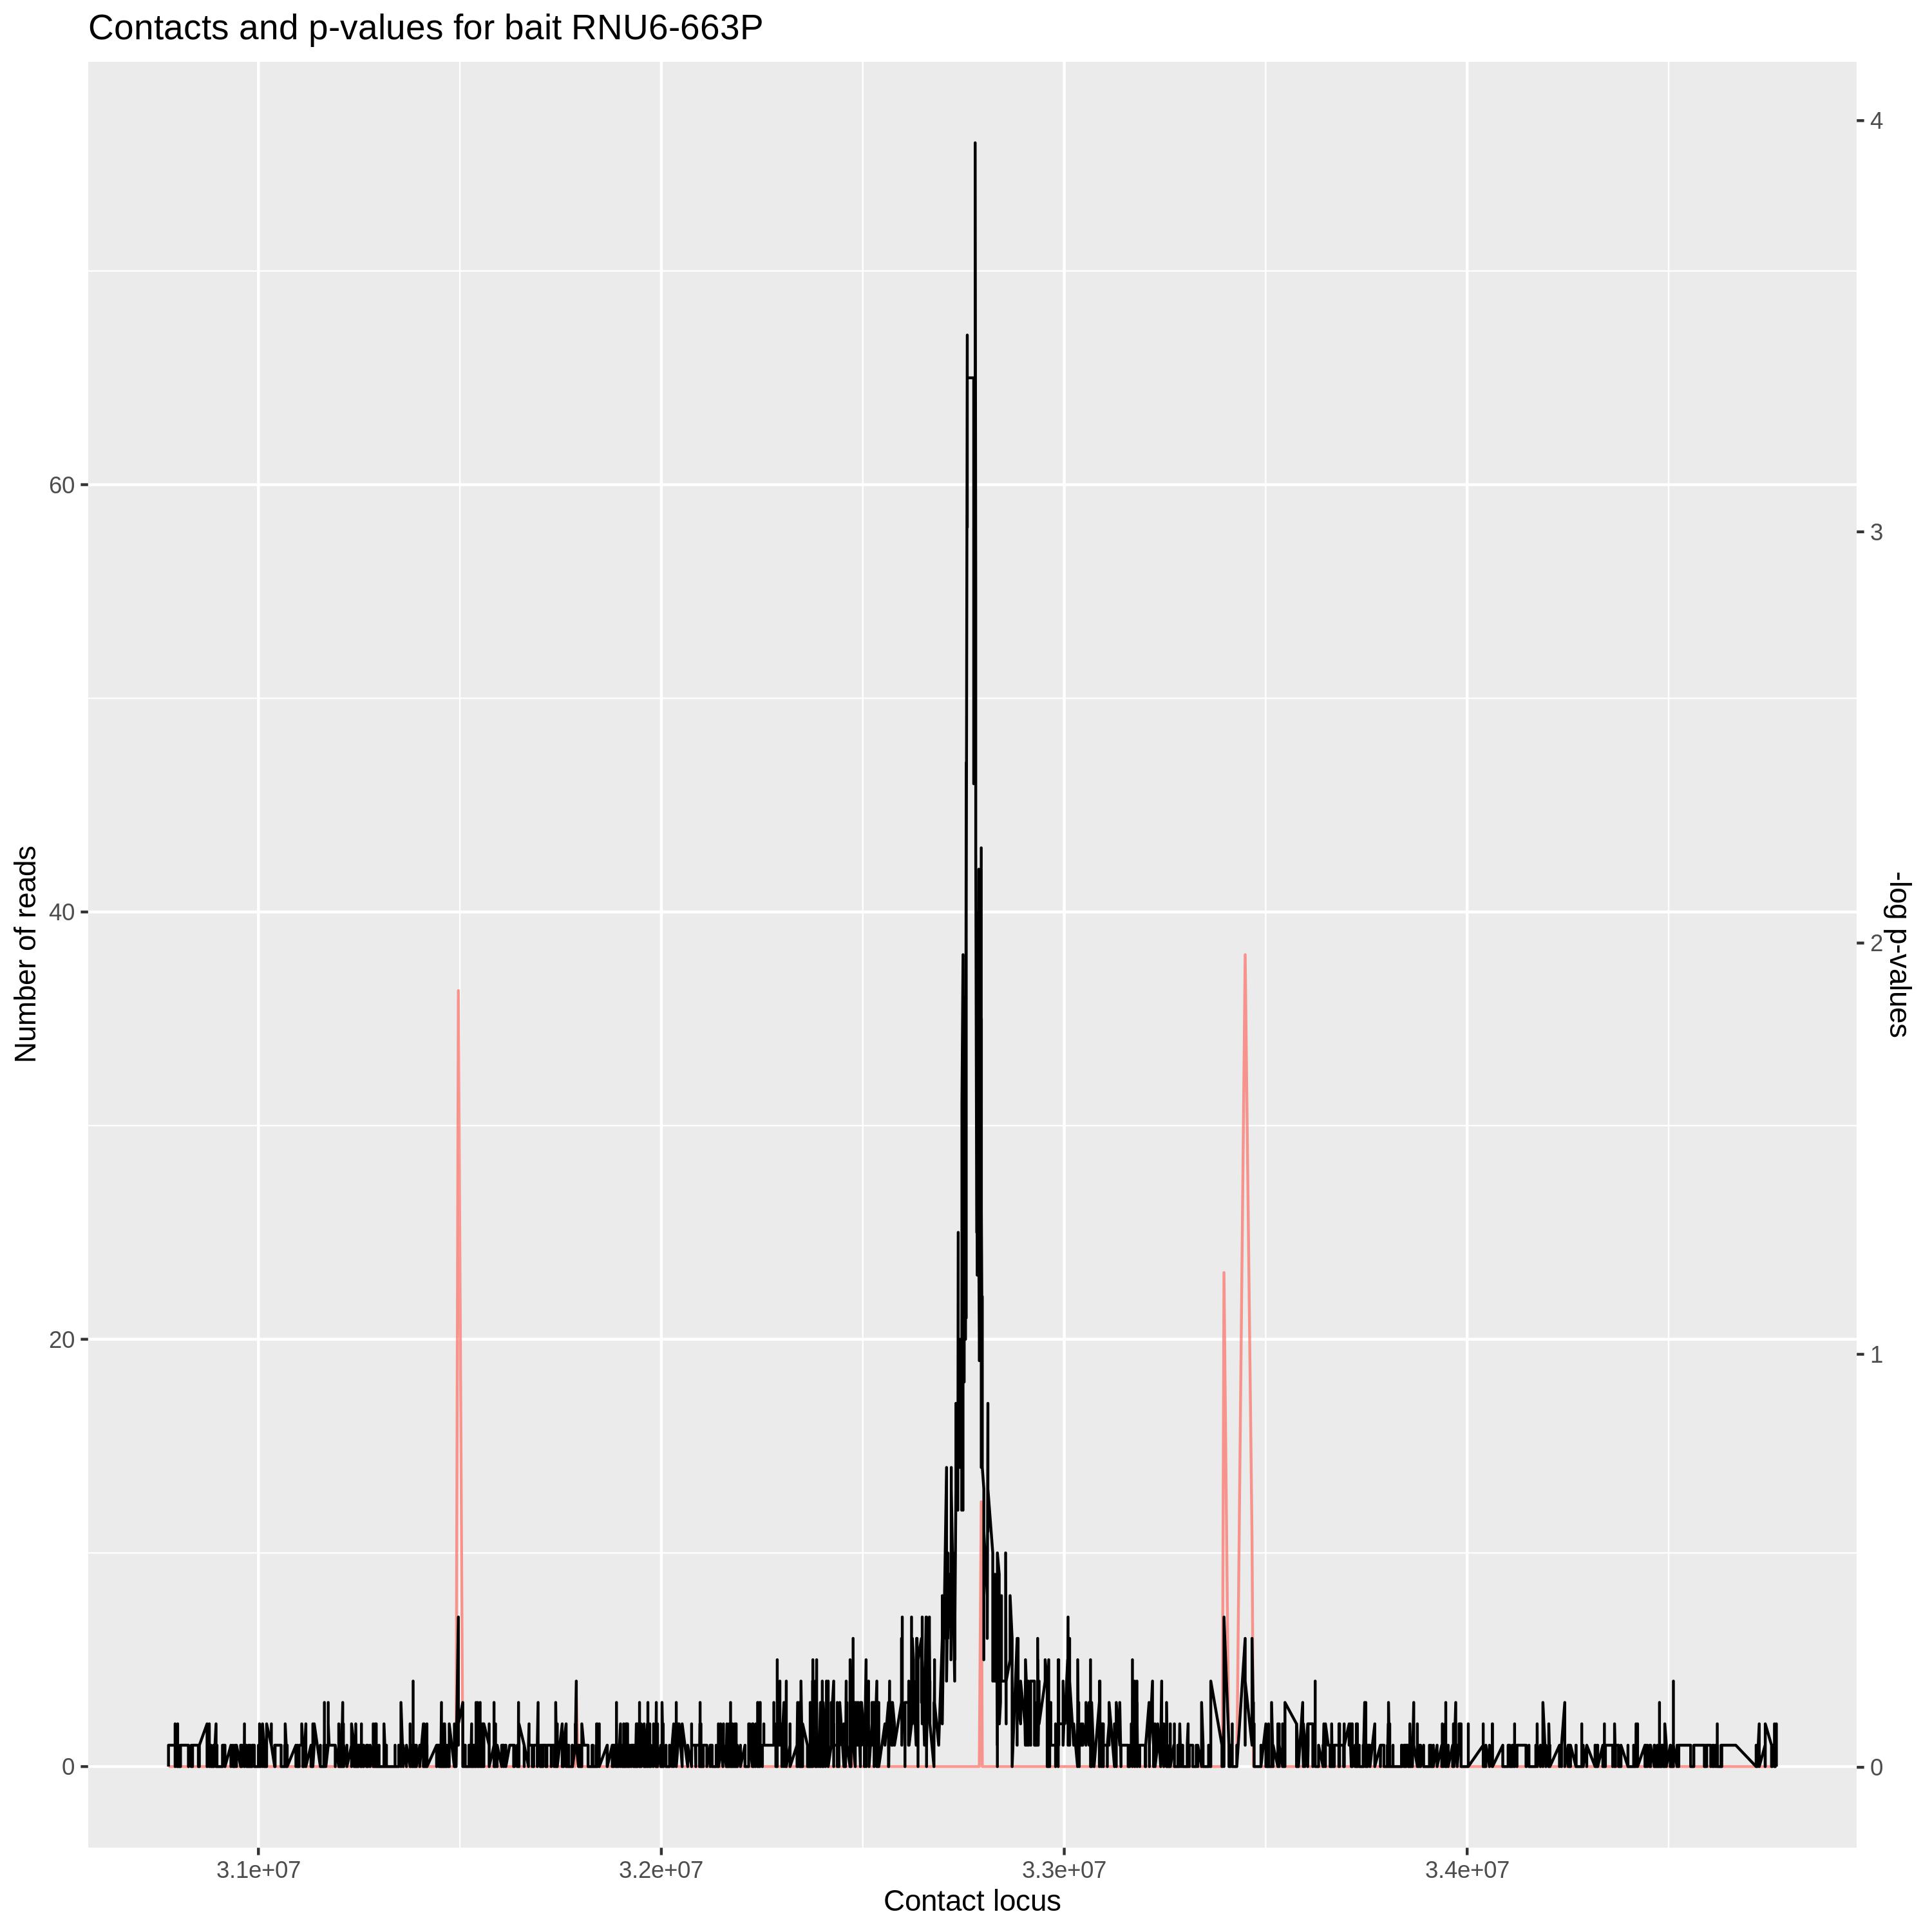 Contacts and p-values for bait RNU6-663P
4
60
3
Number of reads
40
2
-log p-values
20
1
0
0
3.1e+07
3.2e+07
3.3e+07
3.4e+07
Contact locus